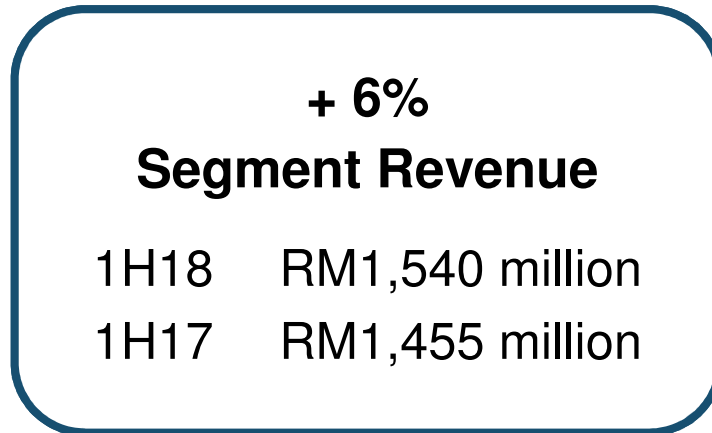 + 6%
Segment Revenue
1H18 RM1,540 million
1H17 RM1,455 million